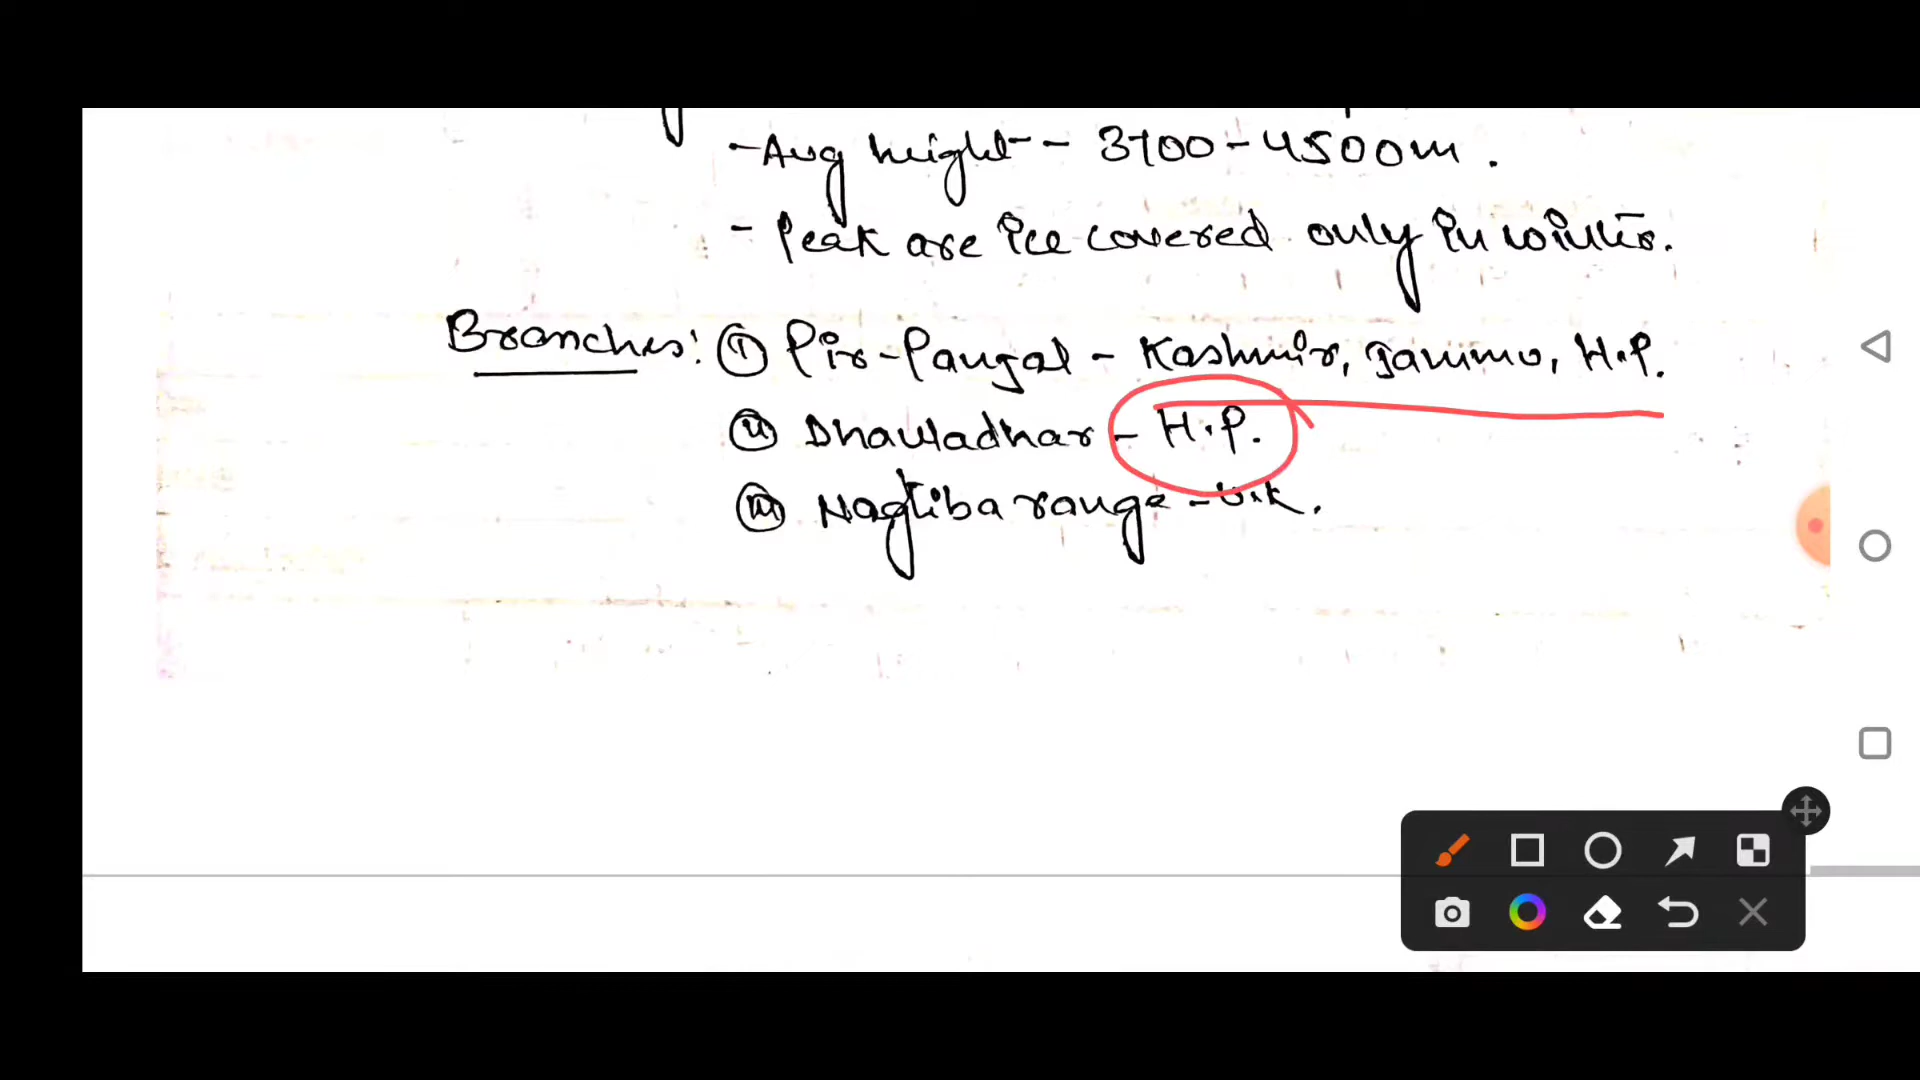 - Avg height - 3700-4500m.
- Peak are ice covered only in winter.
Branches: (i) Pir-Panjal - Kashmir, Jammu, H.P.
(ii) Dhauladhar - H.P.
(iii) Nagtiba range - U.K.